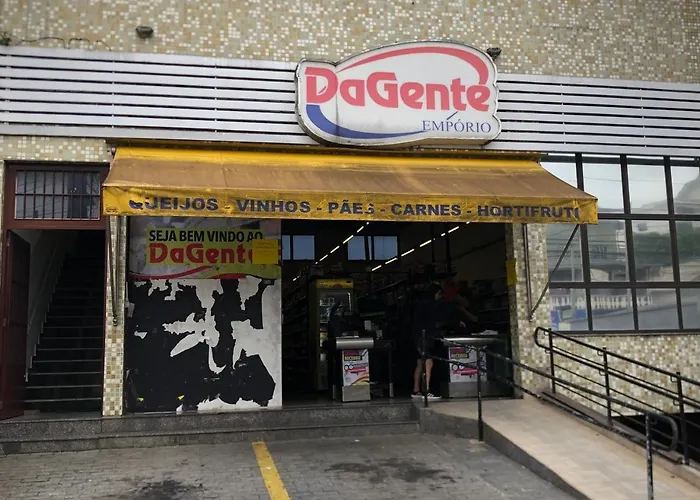 DaGente
EMPÓRIO
QUEIJOS - VINHOS - PÃES - CARNES - HORTIFRUTI
SEJA BEM VINDO AO
DaGente